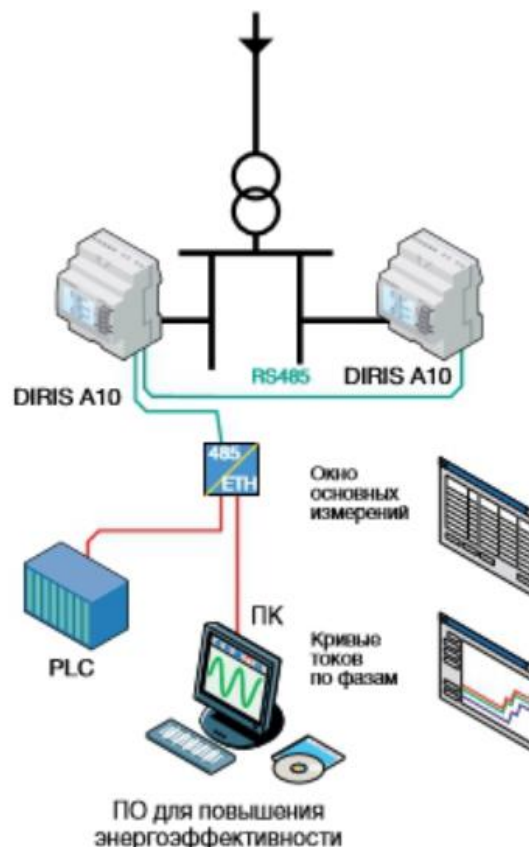 RS485
DIRIS A10
DIRIS A10
485
ETH
Окно
основных
измерений
ПК
PLC
Кривые
токов
по фазам
ПО для повышения
энергоэффективности